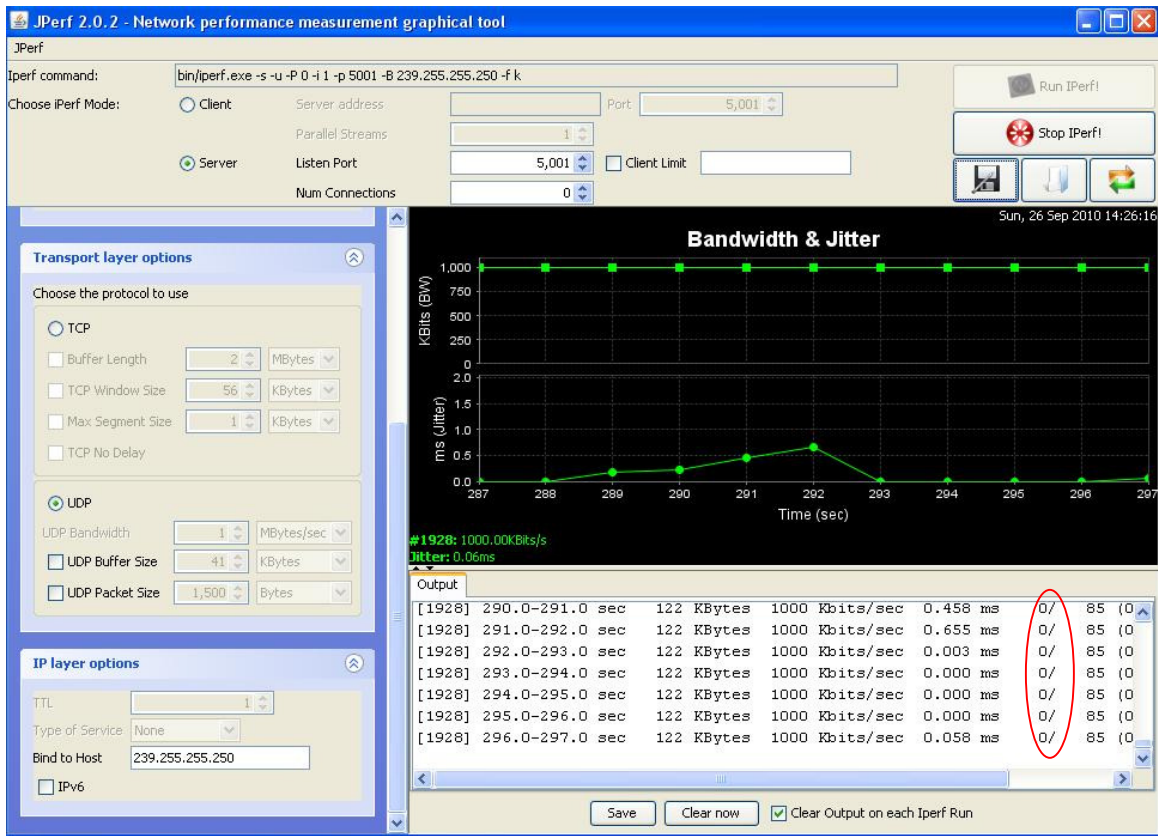 JPerf 2.0.2 - Network performance measurement graphical tool
JPerf
Iperf command: bin/iperf.exe -s -u -P 0 -i 1 -p 5001 -B 239.255.255.250 -f k
Run IPerf!
Choose iPerf Mode: Client Server address Port 5,001
Parallel Streams 1
Stop IPerf!
Server Listen Port 5,001 Client Limit
Num Connections 0
Transport layer options
Choose the protocol to use
TCP
Buffer Length 2 MBytes
TCP Window Size 56 KBytes
Max Segment Size 1 KBytes
TCP No Delay
UDP
UDP Bandwidth 1 MBytes/sec
UDP Buffer Size 41 KBytes
UDP Packet Size 1,500 Bytes
IP layer options
TTL 1
Type of Service None
Bind to Host 239.255.255.250
IPv6
Sun, 26 Sep 2010 14:26:16
Bandwidth & Jitter
KBits (BW)
1,000
750
500
250
0
ms (Jitter)
2.0
1.5
1.0
0.5
0.0
287 288 289 290 291 292 293 294 295 296 297
Time (sec)
#1928: 1000.00KBits/s
Jitter: 0.06ms
Output
[1928] 290.0-291.0 sec 122 KBytes 1000 Kbits/sec 0.458 ms 0/ 85 (0
[1928] 291.0-292.0 sec 122 KBytes 1000 Kbits/sec 0.655 ms 0/ 85 (0
[1928] 292.0-293.0 sec 122 KBytes 1000 Kbits/sec 0.003 ms 0/ 85 (0
[1928] 293.0-294.0 sec 122 KBytes 1000 Kbits/sec 0.000 ms 0/ 85 (0
[1928] 294.0-295.0 sec 122 KBytes 1000 Kbits/sec 0.000 ms 0/ 85 (0
[1928] 295.0-296.0 sec 122 KBytes 1000 Kbits/sec 0.000 ms 0/ 85 (0
[1928] 296.0-297.0 sec 122 KBytes 1000 Kbits/sec 0.058 ms 0/ 85 (0
Save Clear now Clear Output on each Iperf Run